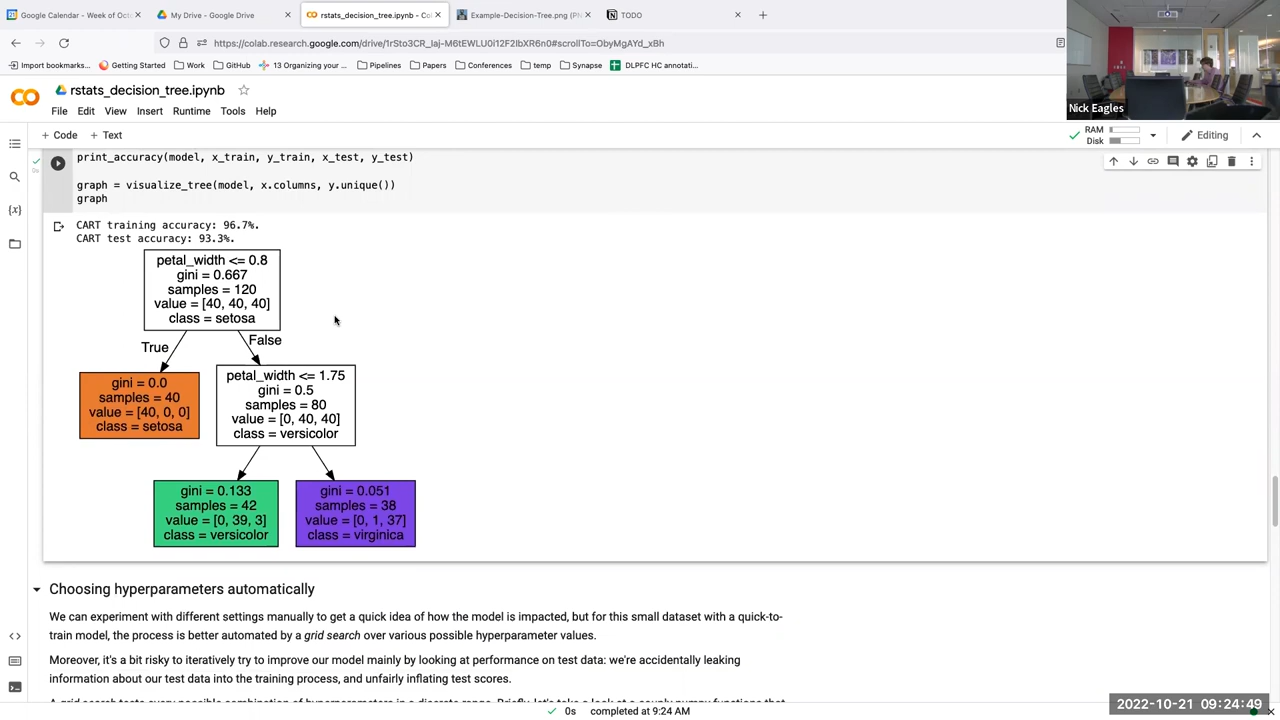 Google Calendar - Week of Octo
My Drive - Google Drive
rstats_decision_tree.ipynb - Co
Example-Decision-Tree.png (PN
TODO
https://colab.research.google.com/drive/1rSto3CR_laj-M6tEWLU0i12F2IbXR6n0#scrollTo=ObyMgAYd_xBh
Import bookmarks...
Getting Started
Work
GitHub
13 Organizing your ...
Pipelines
Papers
Conferences
temp
Synapse
DLPFC HC annotati...
Nick Eagles
rstats_decision_tree.ipynb
File Edit View Insert Runtime Tools Help
+ Code + Text
RAM
Disk
Editing
print_accuracy(model, x_train, y_train, x_test, y_test)
graph = visualize_tree(model, x.columns, y.unique())
graph
CART training accuracy: 96.7%.
CART test accuracy: 93.3%.
petal_width <= 0.8
gini = 0.667
samples = 120
value = [40, 40, 40]
class = setosa
True
False
gini = 0.0
samples = 40
value = [40, 0, 0]
class = setosa
petal_width <= 1.75
gini = 0.5
samples = 80
value = [0, 40, 40]
class = versicolor
gini = 0.133
samples = 42
value = [0, 39, 3]
class = versicolor
gini = 0.051
samples = 38
value = [0, 1, 37]
class = virginica
Choosing hyperparameters automatically
We can experiment with different settings manually to get a quick idea of how the model is impacted, but for this small dataset with a quick-to-
train model, the process is better automated by a grid search over various possible hyperparameter values.
Moreover, it's a bit risky to iteratively try to improve our model mainly by looking at performance on test data: we're accidentally leaking
information about our test data into the training process, and unfairly inflating test scores.
0s completed at 9:24 AM
2022-10-21 09:24:49